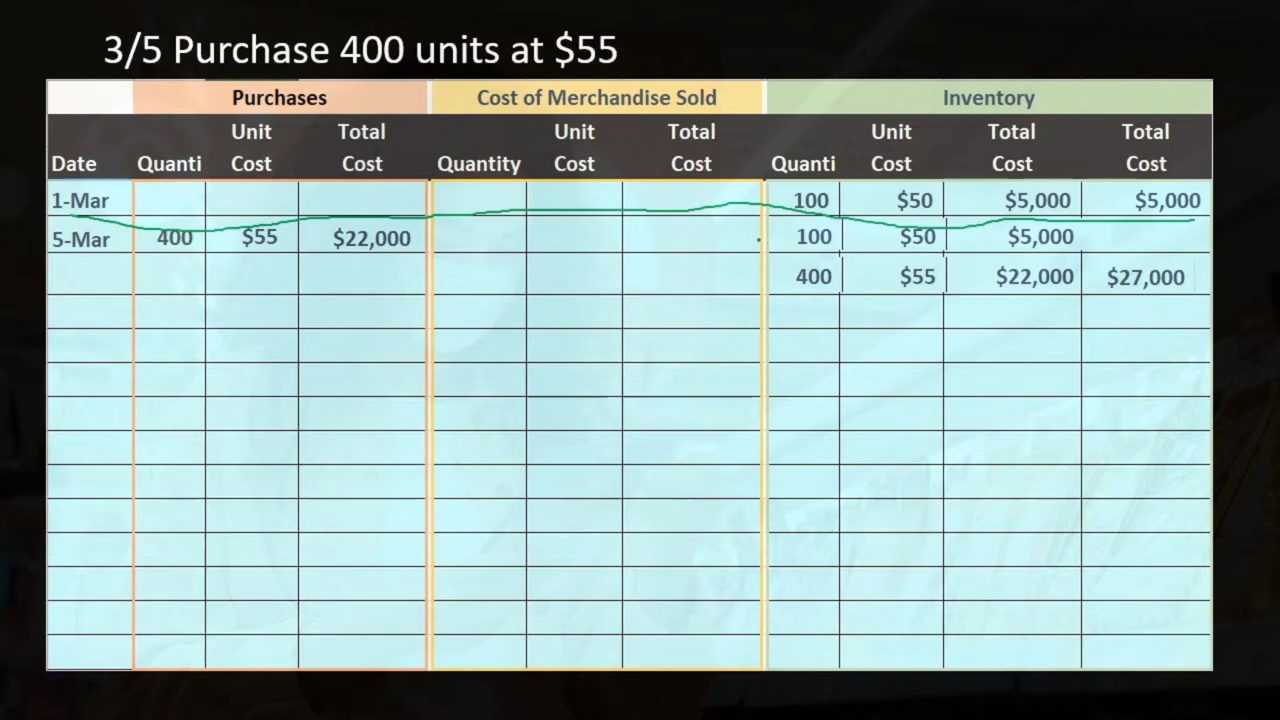 3/5 Purchase 400 units at $55
Purchases Cost of Merchandise Sold Inventory
Unit Total Unit Total Unit Total Total
Date Quanti Cost Cost Quantity Cost Cost Quanti Cost Cost Cost
1-Mar 100 $50 $5,000 $5,000
5-Mar 400 $55 $22,000 100 $50 $5,000
400 $55 $22,000 $27,000